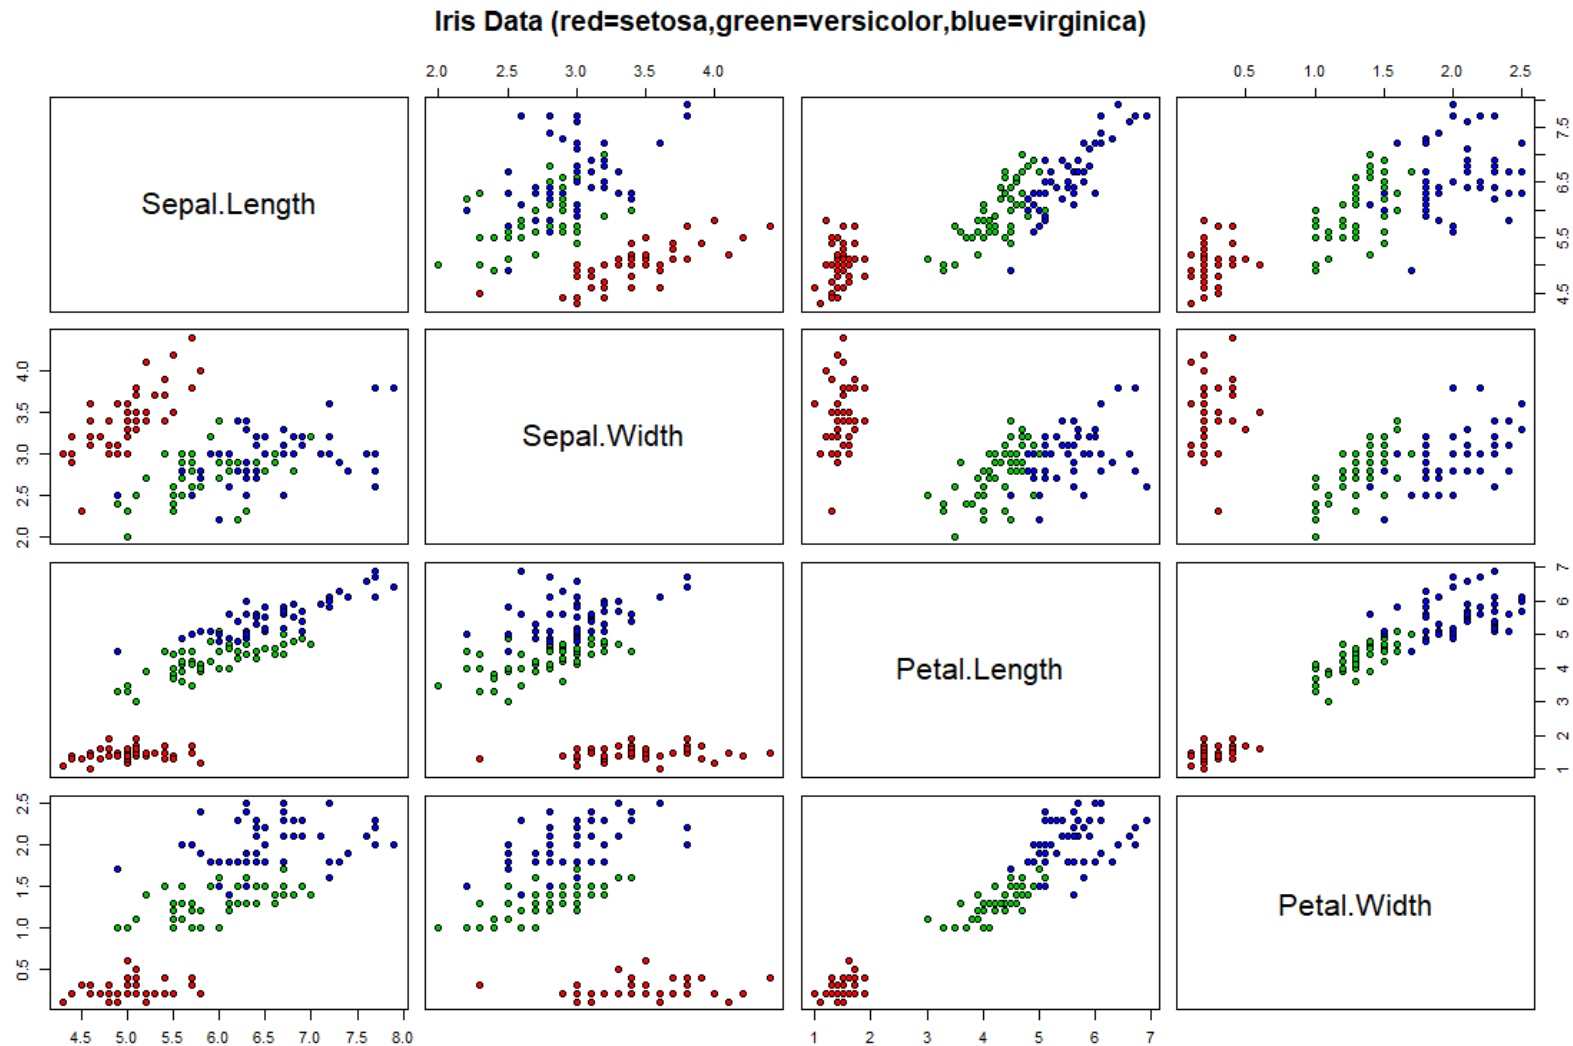 Iris Data (red=setosa,green=versicolor,blue=virginica)
2.0 2.5 3.0 3.5 4.0
0.5 1.0 1.5 2.0 2.5
Sepal.Length
4.5 5.5 6.5 7.5
2.0 2.5 3.0 3.5 4.0
Sepal.Width
Petal.Length
1 2 3 4 5 6 7
0.5 1.0 1.5 2.0 2.5
Petal.Width
4.5 5.0 5.5 6.0 6.5 7.0 7.5 8.0
1 2 3 4 5 6 7